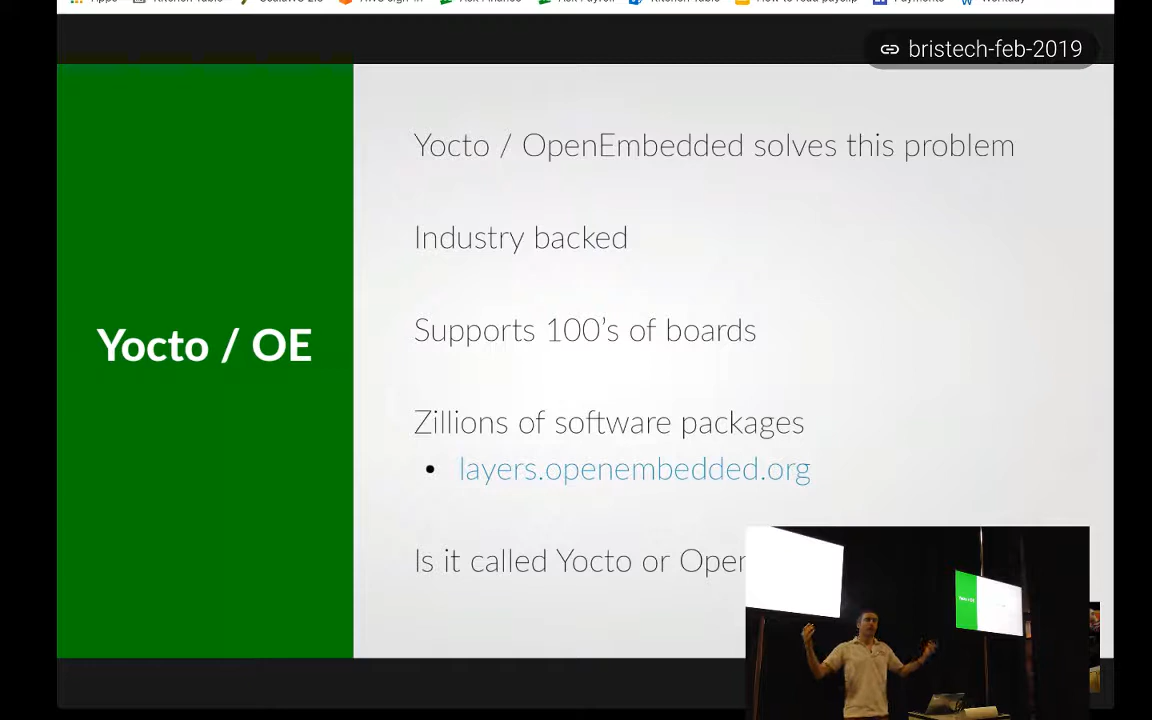 bristech-feb-2019
Yocto / OE
Yocto / OpenEmbedded solves this problem
Industry backed
Supports 100’s of boards
Zillions of software packages
• layers.openembedded.org
Is it called Yocto or Open